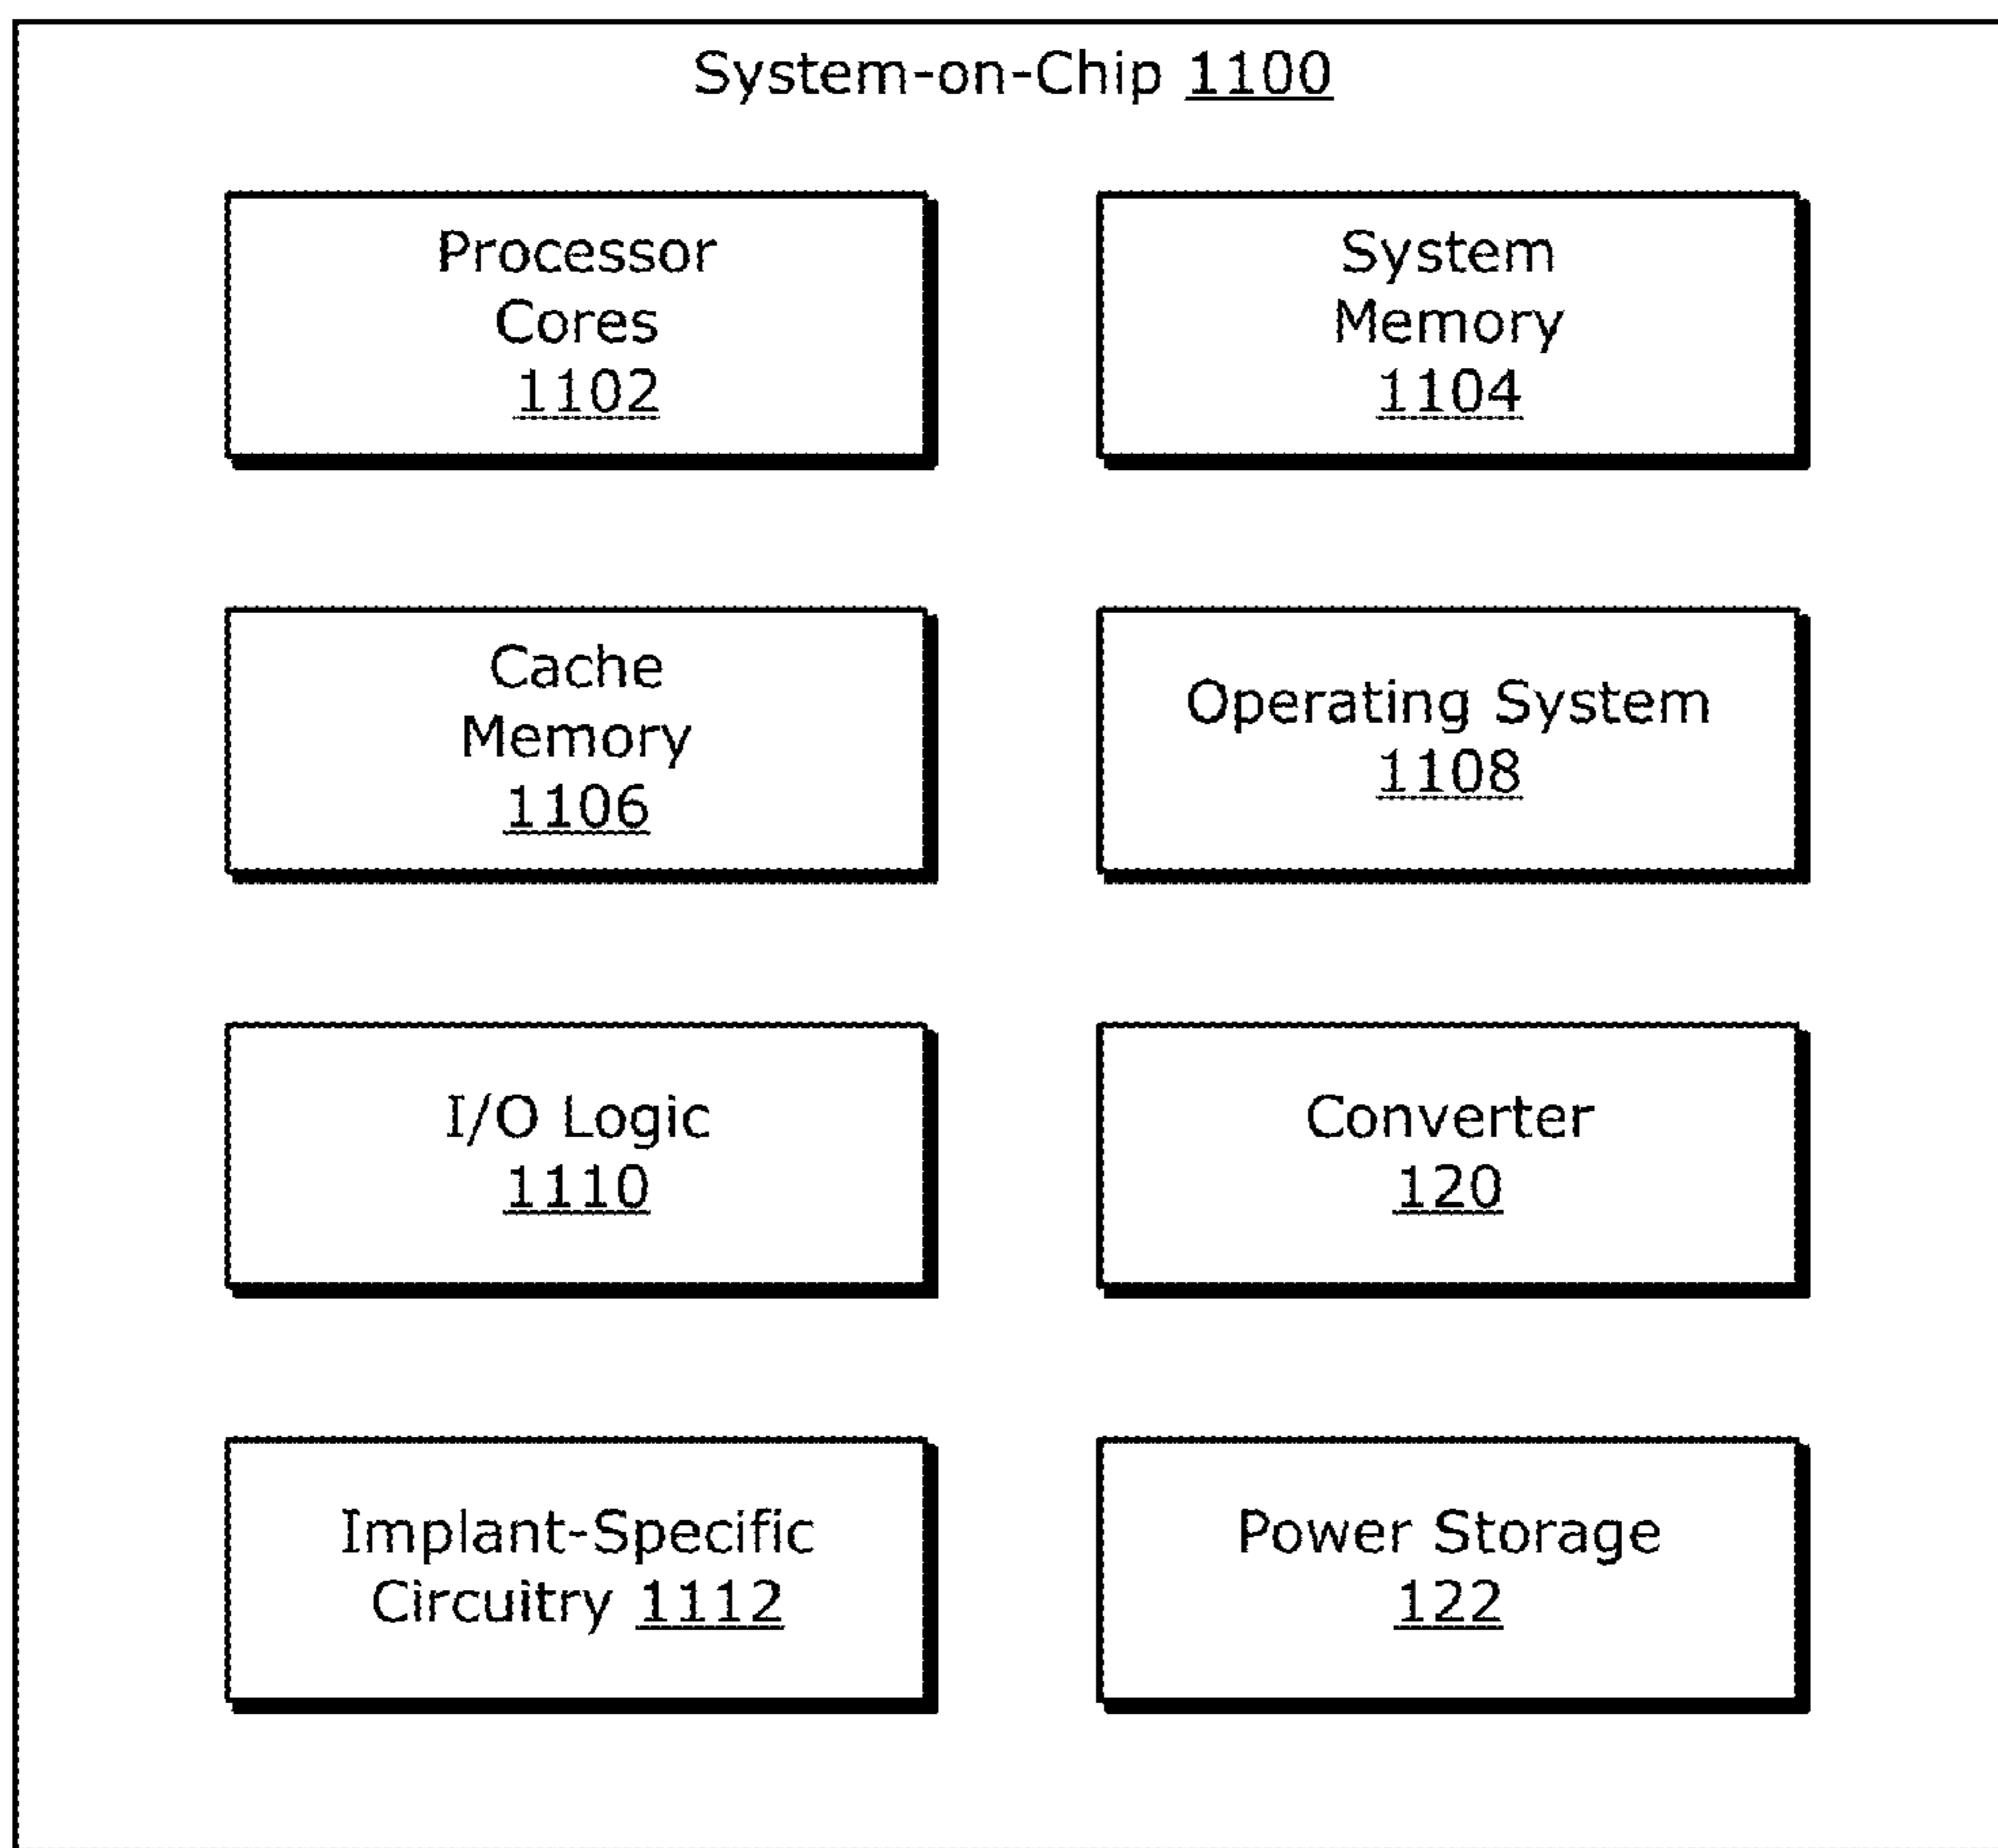 System-on-Chip 1100
Processor
Cores
1102
System
Memory
1104
Cache
Memory
1106
Operating System
1108
I/O Logic
1110
Converter
120
Implant-Specific
Circuitry 1112
Power Storage
122